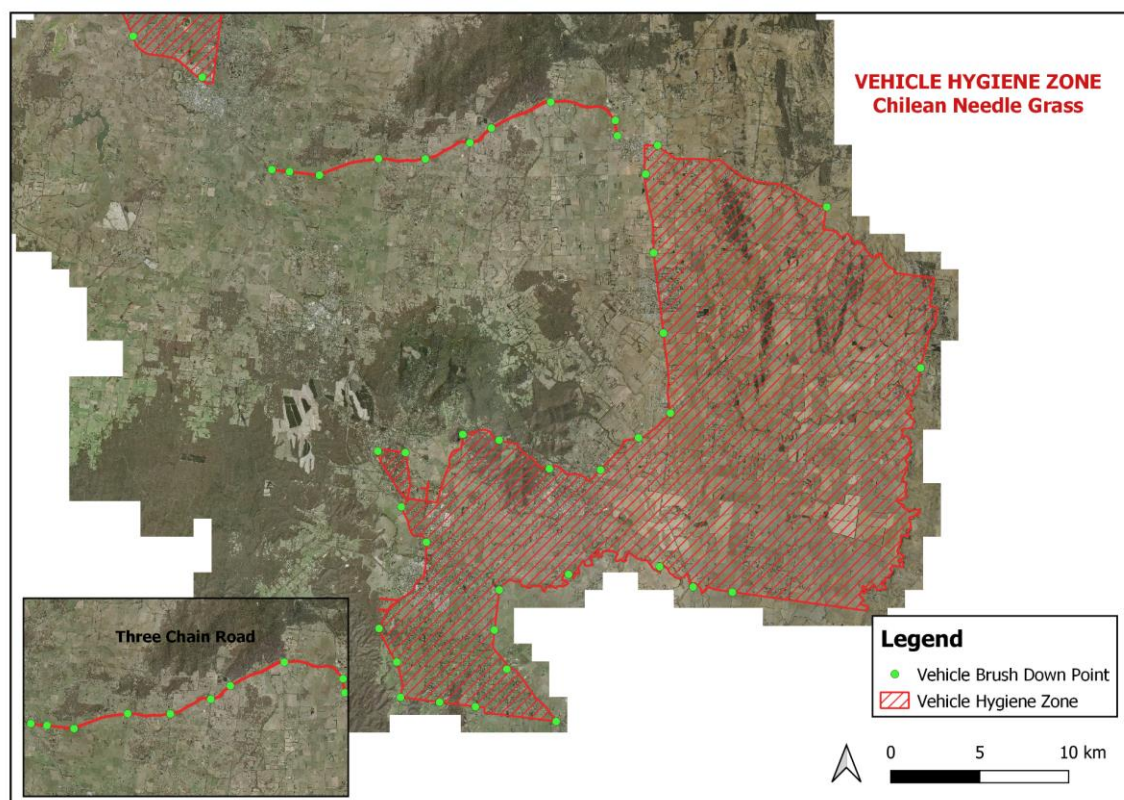 VEHICLE HYGIENE ZONE
Chilean Needle Grass
Three Chain Road
Legend
Vehicle Brush Down Point
Vehicle Hygiene Zone
0 5 10 km